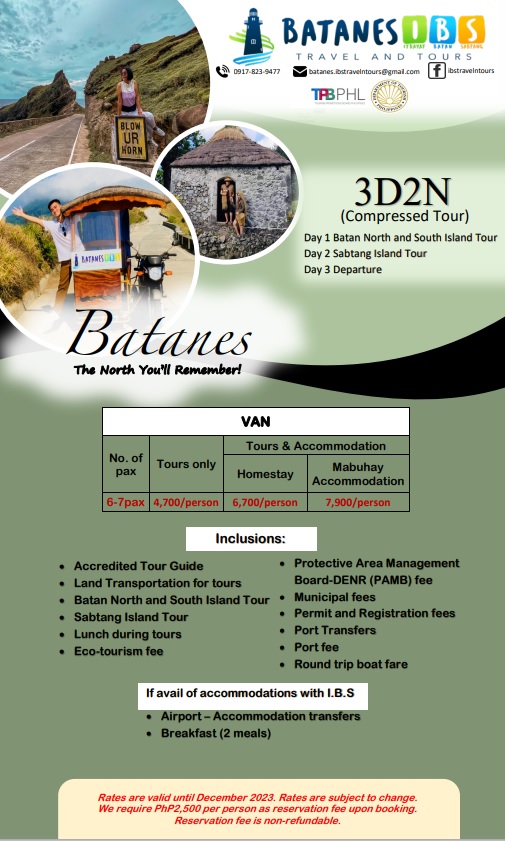 BATANES IBS
ITBAYAT BATAN SABTANG
TRAVEL AND TOURS
0917-823-9477 batanes.ibstravelntours@gmail.com ibstravelntours
TPBPHL
BLOW
UR
HORN
3D2N
(Compressed Tour)
Day 1 Batan North and South Island Tour
Day 2 Sabtang Island Tour
Day 3 Departure
BATANES IBS
Batanes
The North You'll Remember!
VAN
No. of pax
Tours only
Tours & Accommodation
Homestay
Mabuhay Accommodation
6-7pax 4,700/person 6,700/person 7,900/person
Inclusions:
• Accredited Tour Guide
• Land Transportation for tours
• Batan North and South Island Tour
• Sabtang Island Tour
• Lunch during tours
• Eco-tourism fee
• Protective Area Management
Board-DENR (PAMB) fee
• Municipal fees
• Permit and Registration fees
• Port Transfers
• Port fee
• Round trip boat fare
If avail of accommodations with I.B.S
• Airport – Accommodation transfers
• Breakfast (2 meals)
Rates are valid until December 2023. Rates are subject to change.
We require PhP2,500 per person as reservation fee upon booking.
Reservation fee is non-refundable.